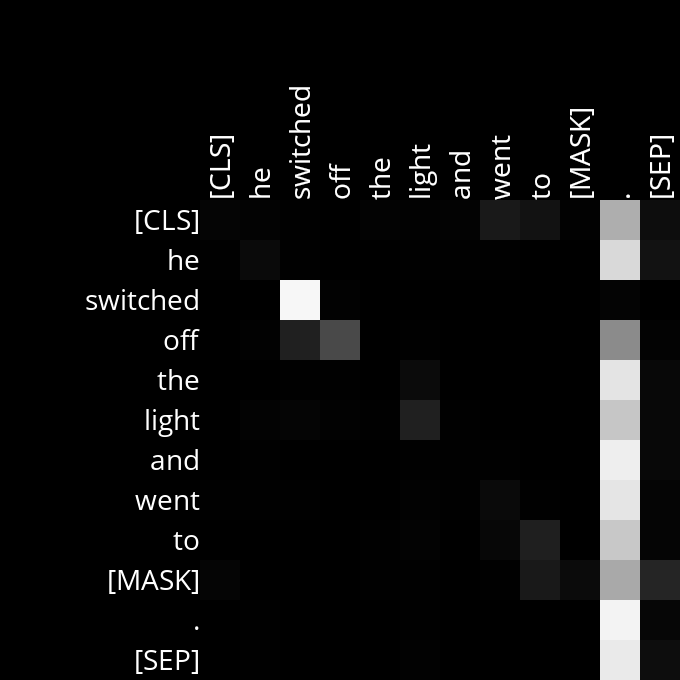 [CLS]
he
switched
off
the
light
and
went
to
[MASK]
.
[SEP]
[CLS]
he
switched
off
the
light
and
went
to
[MASK]
.
[SEP]